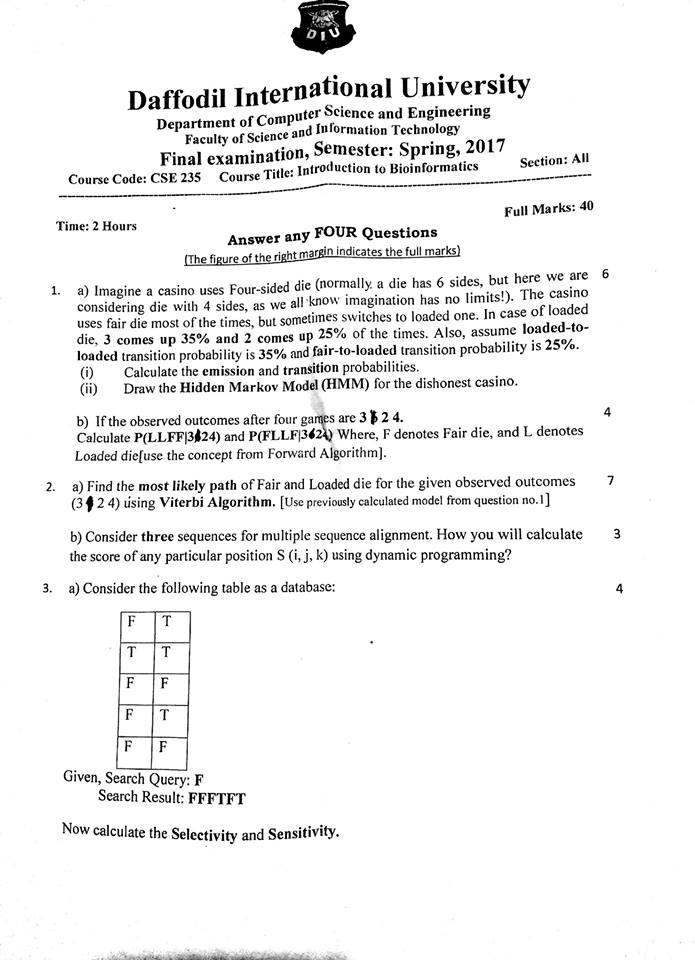 DIU
Daffodil International University
Department of Computer Science and Engineering
Faculty of Science and Information Technology
Final examination, Semester: Spring, 2017
Course Code: CSE 235 Course Title: Introduction to Bioinformatics Section: All
Time: 2 Hours Full Marks: 40
Answer any FOUR Questions
(The figure of the right margin indicates the full marks)
1. a) Imagine a casino uses Four-sided die (normally a die has 6 sides, but here we are 6
considering die with 4 sides, as we all know imagination has no limits!). The casino
uses fair die most of the times, but sometimes switches to loaded one. In case of loaded
die, 3 comes up 35% and 2 comes up 25% of the times. Also, assume loaded-to-
loaded transition probability is 35% and fair-to-loaded transition probability is 25%.
(i) Calculate the emission and transition probabilities.
(ii) Draw the Hidden Markov Model (HMM) for the dishonest casino.
b) If the observed outcomes after four games are 3 2 4. 4
Calculate P(LLFF|3 24) and P(FLLF|3 24) Where, F denotes Fair die, and L denotes
Loaded die[use the concept from Forward Algorithm].
2. a) Find the most likely path of Fair and Loaded die for the given observed outcomes 7
(3 2 4) using Viterbi Algorithm. [Use previously calculated model from question no.1]
b) Consider three sequences for multiple sequence alignment. How you will calculate 3
the score of any particular position S (i, j, k) using dynamic programming?
3. a) Consider the following table as a database: 4
F T
T T
F F
F T
F F
Given, Search Query: F
Search Result: FFFTFT
Now calculate the Selectivity and Sensitivity.